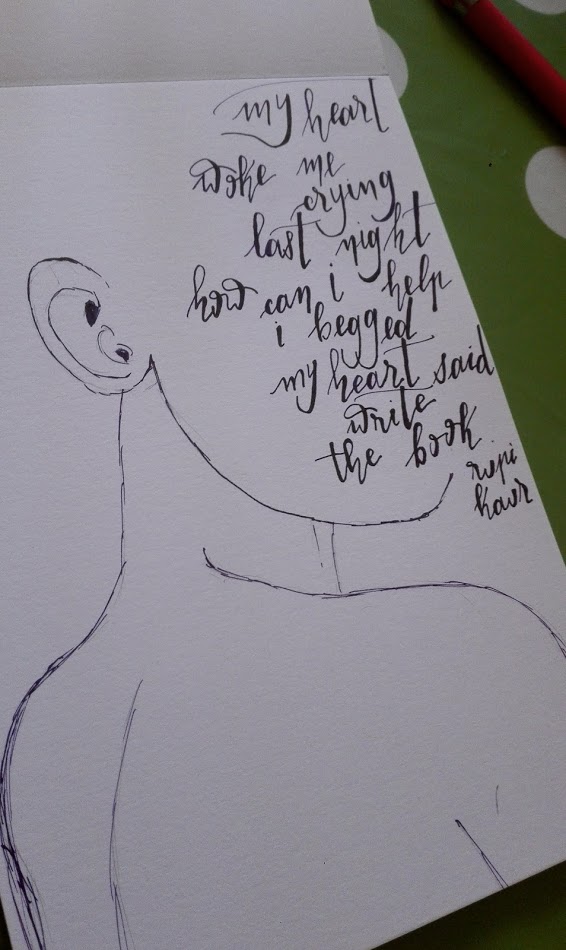 my heart
woke me
crying
last night
how can i help
i begged
my heart said
write
the book
rupi
kaur